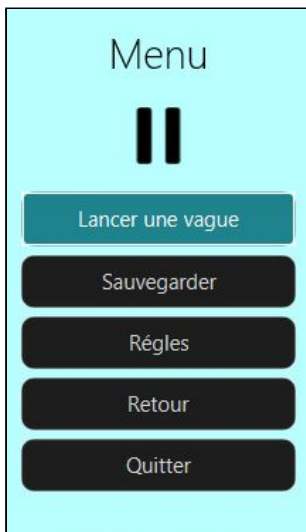 Menu
Lancer une vague
Sauvegarder
Régles
Retour
Quitter